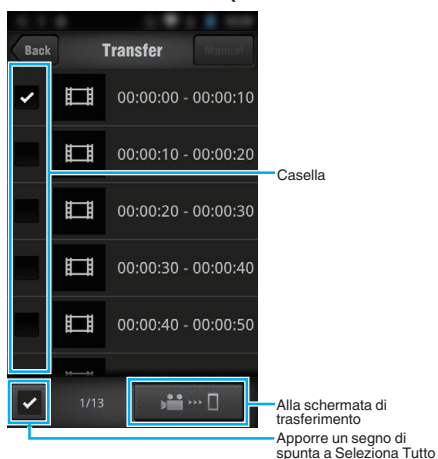 Back Transfer Manual
00:00:00 - 00:00:10
00:00:10 - 00:00:20
Casella
00:00:20 - 00:00:30
00:00:30 - 00:00:40
00:00:40 - 00:00:50
1/13
Alla schermata di
trasferimento
Apporre un segno di
spunta a Seleziona Tutto